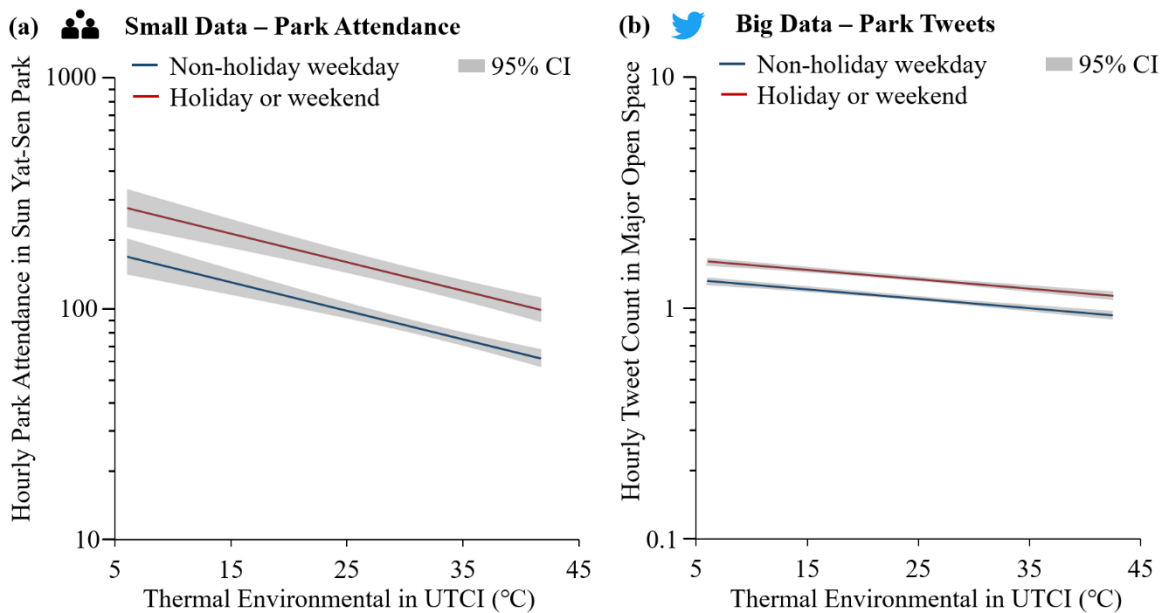 (a) Small Data – Park Attendance
Non-holiday weekday 95% CI
Holiday or weekend
Hourly Park Attendance in Sun Yat-Sen Park
1000
100
10
5 15 25 35 45
Thermal Environmental in UTCI (℃)
(b) Big Data – Park Tweets
Non-holiday weekday 95% CI
Holiday or weekend
Hourly Tweet Count in Major Open Space
10
1
0.1
5 15 25 35 45
Thermal Environmental in UTCI (℃)